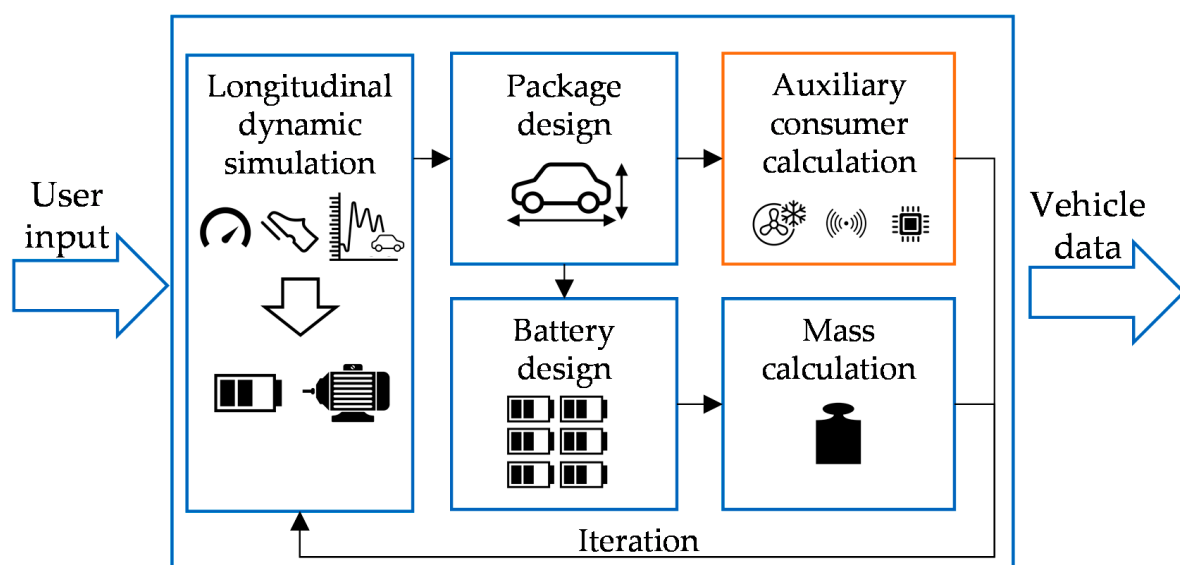 User
input
Longitudinal
dynamic
simulation
Package
design
Auxiliary
consumer
calculation
Battery
design
Mass
calculation
Iteration
Vehicle
data